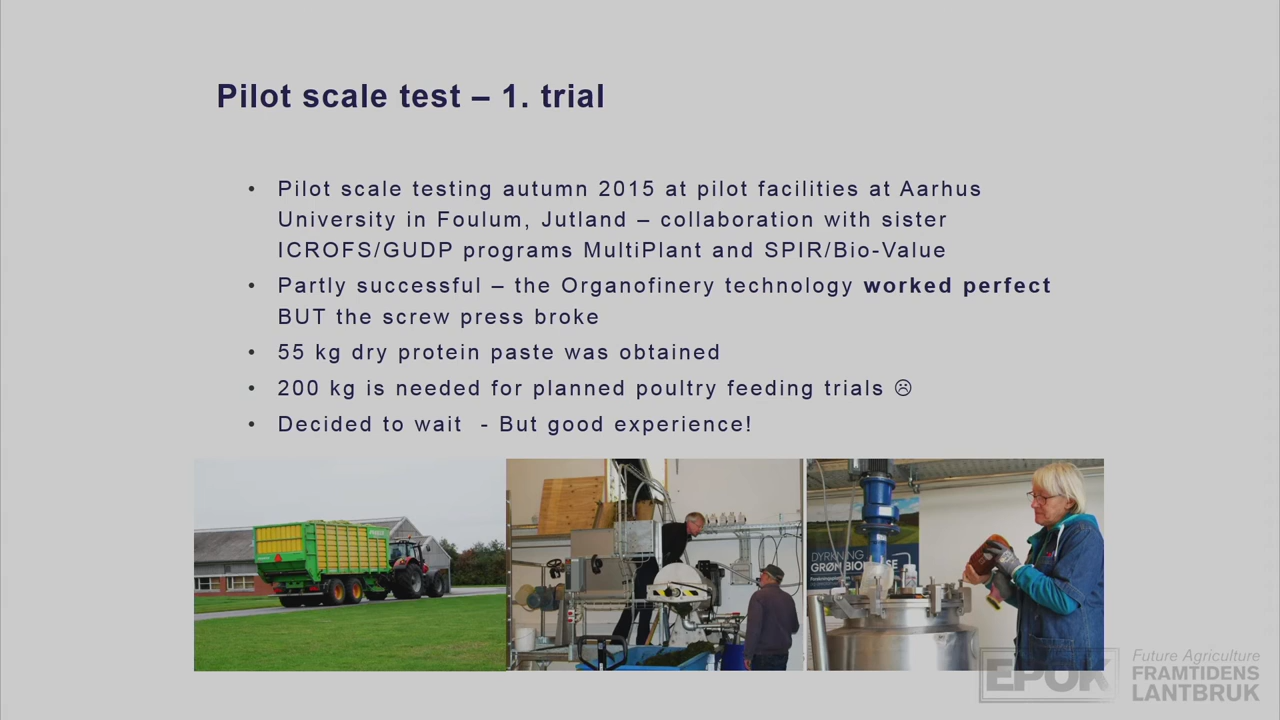 Pilot scale test – 1. trial
• Pilot scale testing autumn 2015 at pilot facilities at Aarhus
University in Foulum, Jutland – collaboration with sister
ICROFS/GUDP programs MultiPlant and SPIR/Bio-Value
• Partly successful – the Organofinery technology worked perfect
BUT the screw press broke
• 55 kg dry protein paste was obtained
• 200 kg is needed for planned poultry feeding trials ☹
• Decided to wait  - But good experience!
DYRKNING
EPOK
Future Agriculture
FRAMTIDENS
LANTBRUK